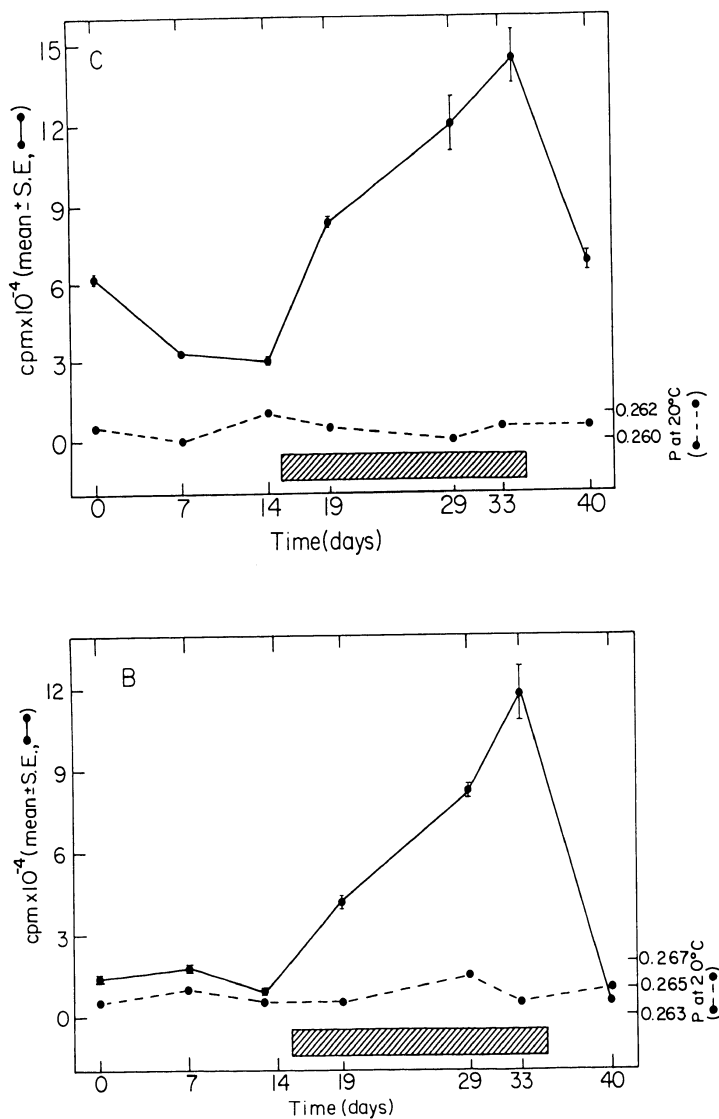 C
15
12
9
6
3
0
cpm x 10⁻⁴ (mean ± S.E., ●—●)
0.262
0.260
P at 20°C
(●---●)
0 7 14 19 29 33 40
Time (days)
B
12
9
6
3
0
cpm x 10⁻⁴ (mean ± S.E., ●—●)
0.267
0.265
0.263
P at 20°C
(●---●)
0 7 14 19 29 33 40
Time (days)